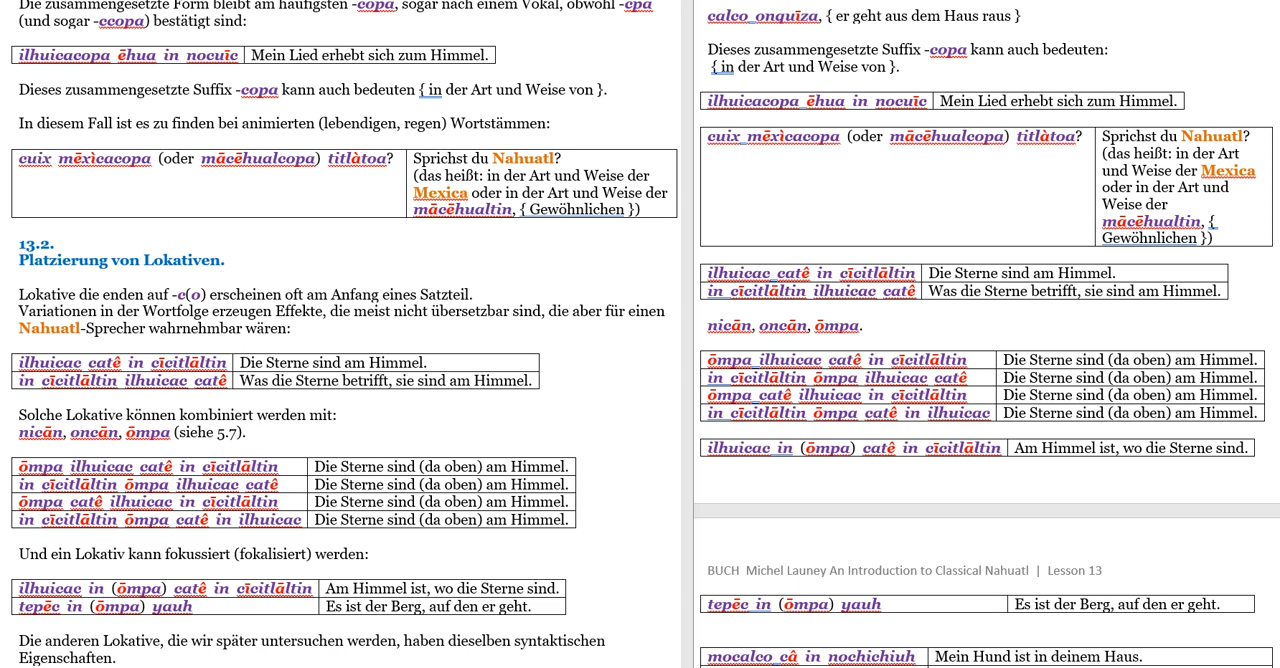 Die zusammengesetzte Form bleibt am häufigsten -copa, sogar nach einem Vokal, obwohl -cpa
(und sogar -ccopa) bestätigt sind:
ilhuicacopa ēhua in nocuīc Mein Lied erhebt sich zum Himmel.
Dieses zusammengesetzte Suffix -copa kann auch bedeuten { in der Art und Weise von }.
In diesem Fall ist es zu finden bei animierten (lebendigen, regen) Wortstämmen:
cuix mēxìcacopa (oder mācēhualcopa) titlàtoa? Sprichst du Nahuatl?
(das heißt: in der Art und Weise der
Mexica oder in der Art und Weise der
mācēhualtin, { Gewöhnlichen })
13.2.
Platzierung von Lokativen.
Lokative die enden auf -c(o) erscheinen oft am Anfang eines Satzteil.
Variationen in der Wortfolge erzeugen Effekte, die meist nicht übersetzbar sind, die aber für einen
Nahuatl-Sprecher wahrnehmbar wären:
ilhuicac catê in cīcitlāltin Die Sterne sind am Himmel.
in cīcitlāltin ilhuicac catê Was die Sterne betrifft, sie sind am Himmel.
Solche Lokative können kombiniert werden mit:
nicān, oncān, ōmpa (siehe 5.7).
ōmpa ilhuicac catê in cīcitlāltin Die Sterne sind (da oben) am Himmel.
in cīcitlāltin ōmpa ilhuicac catê Die Sterne sind (da oben) am Himmel.
ōmpa catê ilhuicac in cīcitlāltin Die Sterne sind (da oben) am Himmel.
in cīcitlāltin ōmpa catê in ilhuicac Die Sterne sind (da oben) am Himmel.
Und ein Lokativ kann fokussiert (fokalisiert) werden:
ilhuicac in (ōmpa) catê in cīcitlāltin Am Himmel ist, wo die Sterne sind.
tepēc in (ōmpa) yauh Es ist der Berg, auf den er geht.
Die anderen Lokative, die wir später untersuchen werden, haben dieselben syntaktischen
Eigenschaften.
calco onquīza, { er geht aus dem Haus raus }
Dieses zusammengesetzte Suffix -copa kann auch bedeuten:
{ in der Art und Weise von }.
ilhuicacopa ēhua in nocuīc Mein Lied erhebt sich zum Himmel.
cuix mēxìcacopa (oder mācēhualcopa) titlàtoa? Sprichst du Nahuatl?
(das heißt: in der Art
und Weise der Mexica
oder in der Art und
Weise der
mācēhualtin, {
Gewöhnlichen })
ilhuicac catê in cīcitlāltin Die Sterne sind am Himmel.
in cīcitlāltin ilhuicac catê Was die Sterne betrifft, sie sind am Himmel.
nicān, oncān, ōmpa.
ōmpa ilhuicac catê in cīcitlāltin Die Sterne sind (da oben) am Himmel.
in cīcitlāltin ōmpa ilhuicac catê Die Sterne sind (da oben) am Himmel.
ōmpa catê ilhuicac in cīcitlāltin Die Sterne sind (da oben) am Himmel.
in cīcitlāltin ōmpa catê in ilhuicac Die Sterne sind (da oben) am Himmel.
ilhuicac in (ōmpa) catê in cīcitlāltin Am Himmel ist, wo die Sterne sind.
BUCH Michel Launey An Introduction to Classical Nahuatl | Lesson 13
tepēc in (ōmpa) yauh Es ist der Berg, auf den er geht.
mocalco câ in nochichiuh Mein Hund ist in deinem Haus.